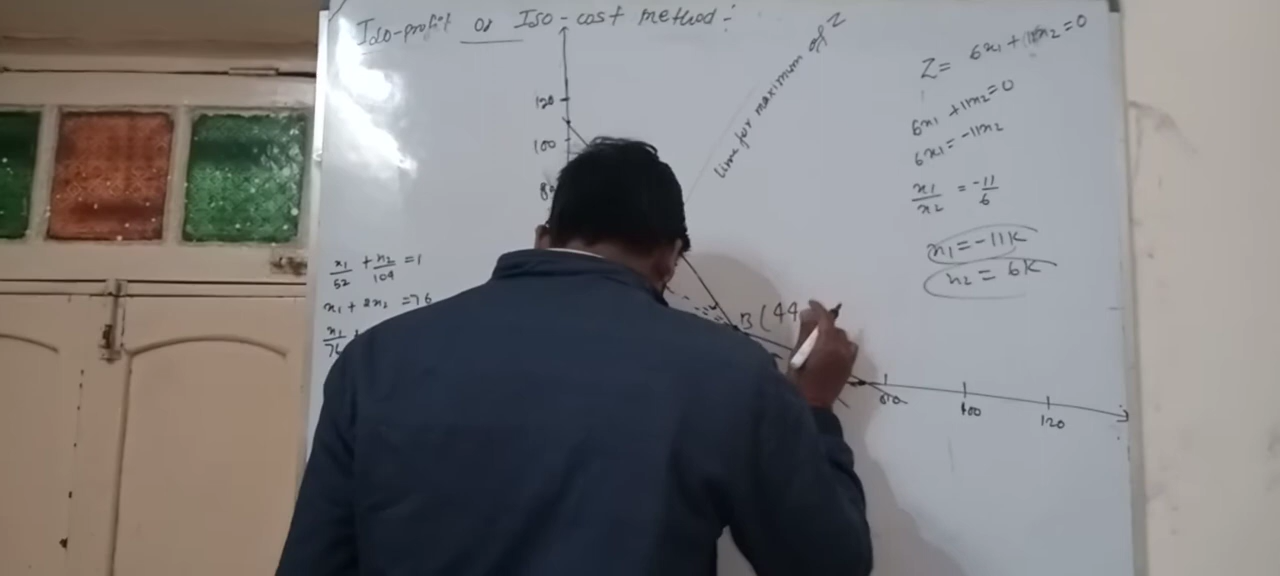 Iso-profit or Iso-cost method:
120
100
80
Line for maximum of Z
Z = 6x1 + 11x2 = 0
6x1 + 11x2 = 0
6x1 = -11x2
x1/x2 = -11/6
x1 = -11K
x2 = 6K
x1/52 + x2/104 = 1
x1 + 2x2 = 76
x1/76
B (44
100
120